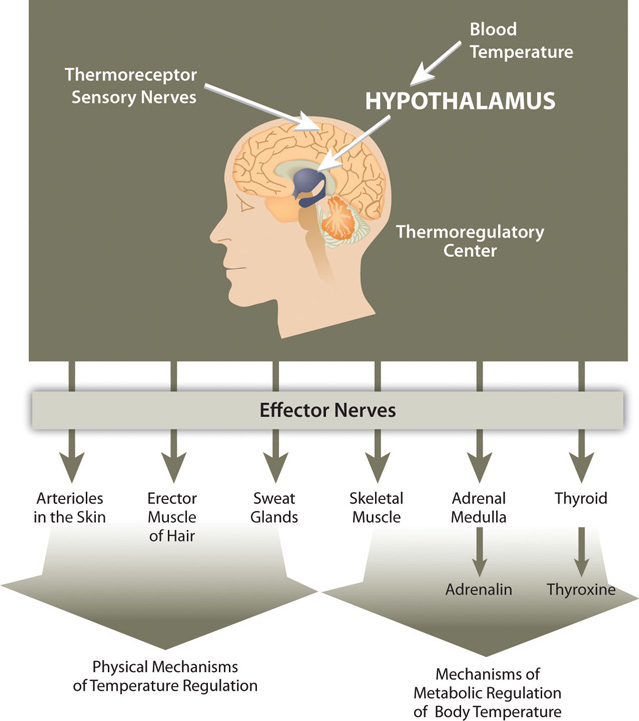 Blood
Temperature
Thermoreceptor
Sensory Nerves
HYPOTHALAMUS
Thermoregulatory
Center
Effector Nerves
Arterioles
in the Skin
Erector
Muscle
of Hair
Sweat
Glands
Skeletal
Muscle
Adrenal
Medulla
Thyroid
Adrenalin
Thyroxine
Physical Mechanisms
of Temperature Regulation
Mechanisms of
Metabolic Regulation
of Body Temperature